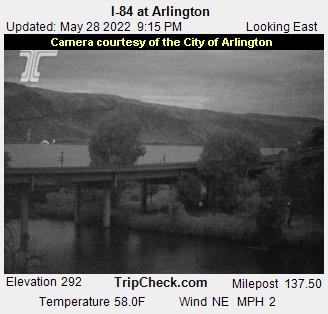 I-84 at Arlington
Updated: May 28 2022 9:15 PM Looking East
Camera courtesy of the City of Arlington
Elevation 292 TripCheck.com Milepost 137.50
Temperature 58.0F Wind NE MPH 2